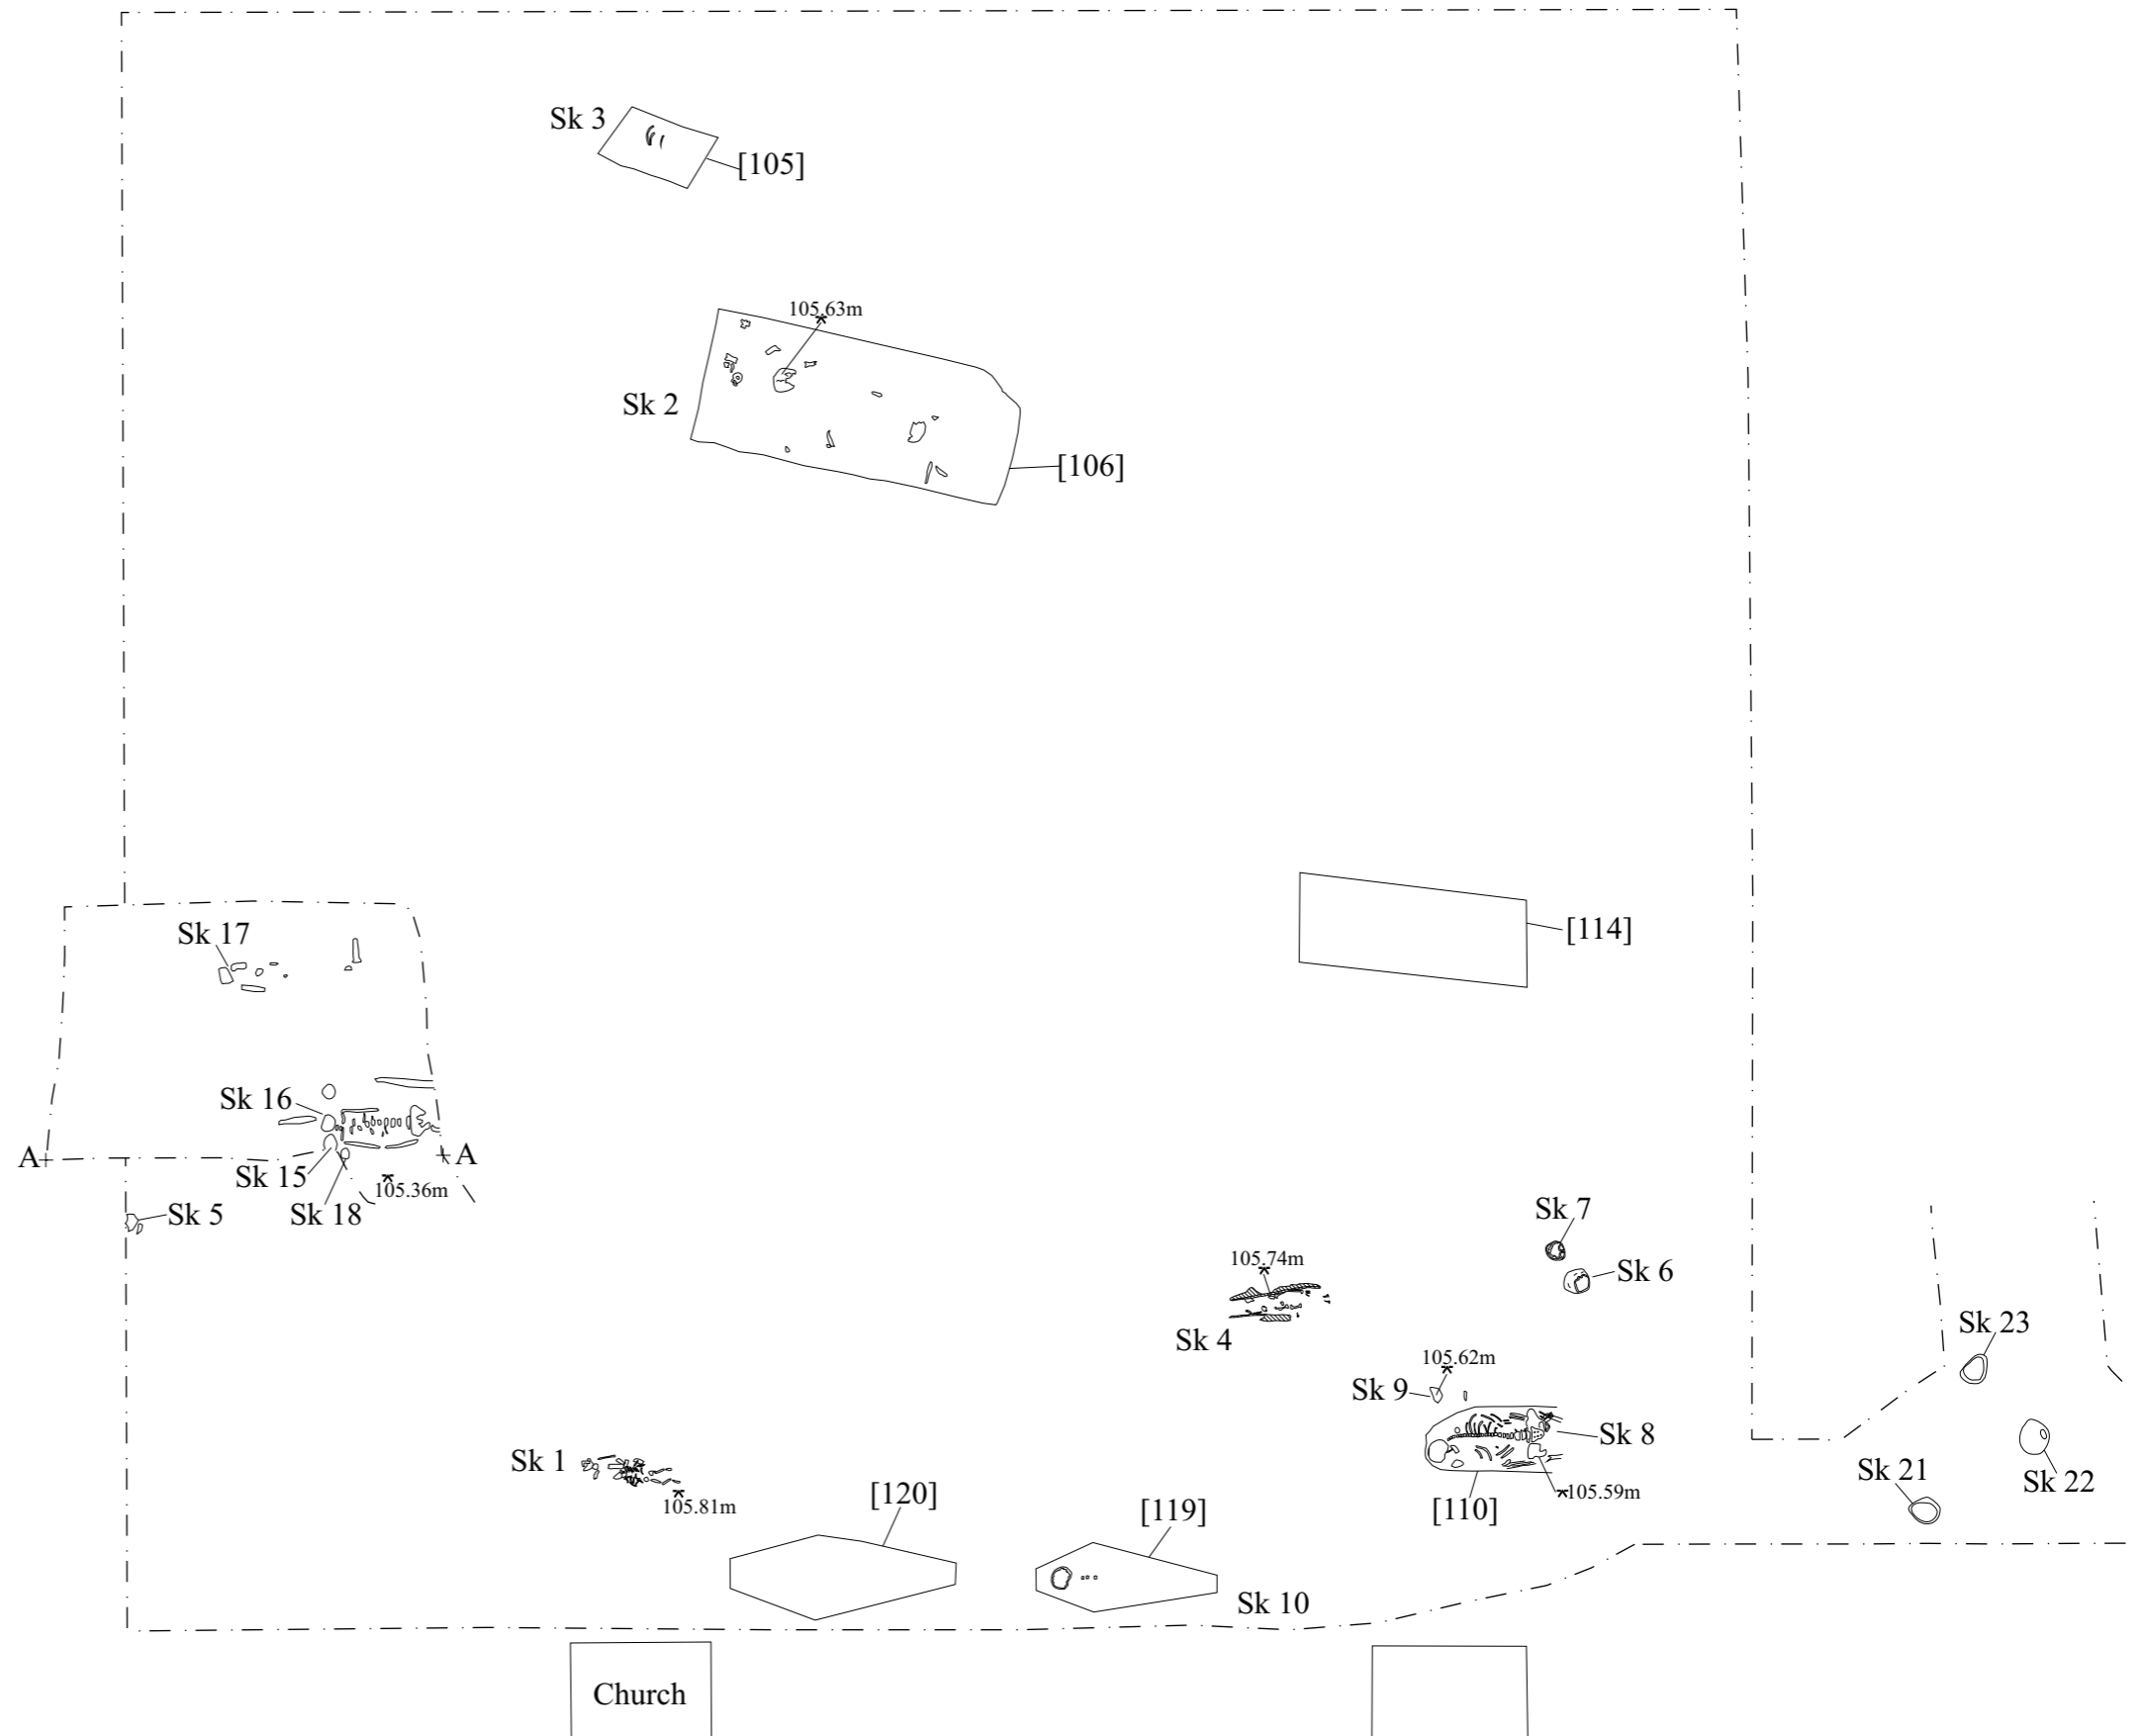 Sk 3
[105]
105.63m
Sk 2
[106]
Sk 17
[114]
Sk 16
A
A
Sk 15
105.36m
Sk 18
Sk 5
Sk 7
105.74m
Sk 6
Sk 4
Sk 23
105.62m
Sk 9
Sk 8
Sk 1
Sk 21
Sk 22
105.81m
[120]
[119]
[110]
105.59m
Sk 10
Church